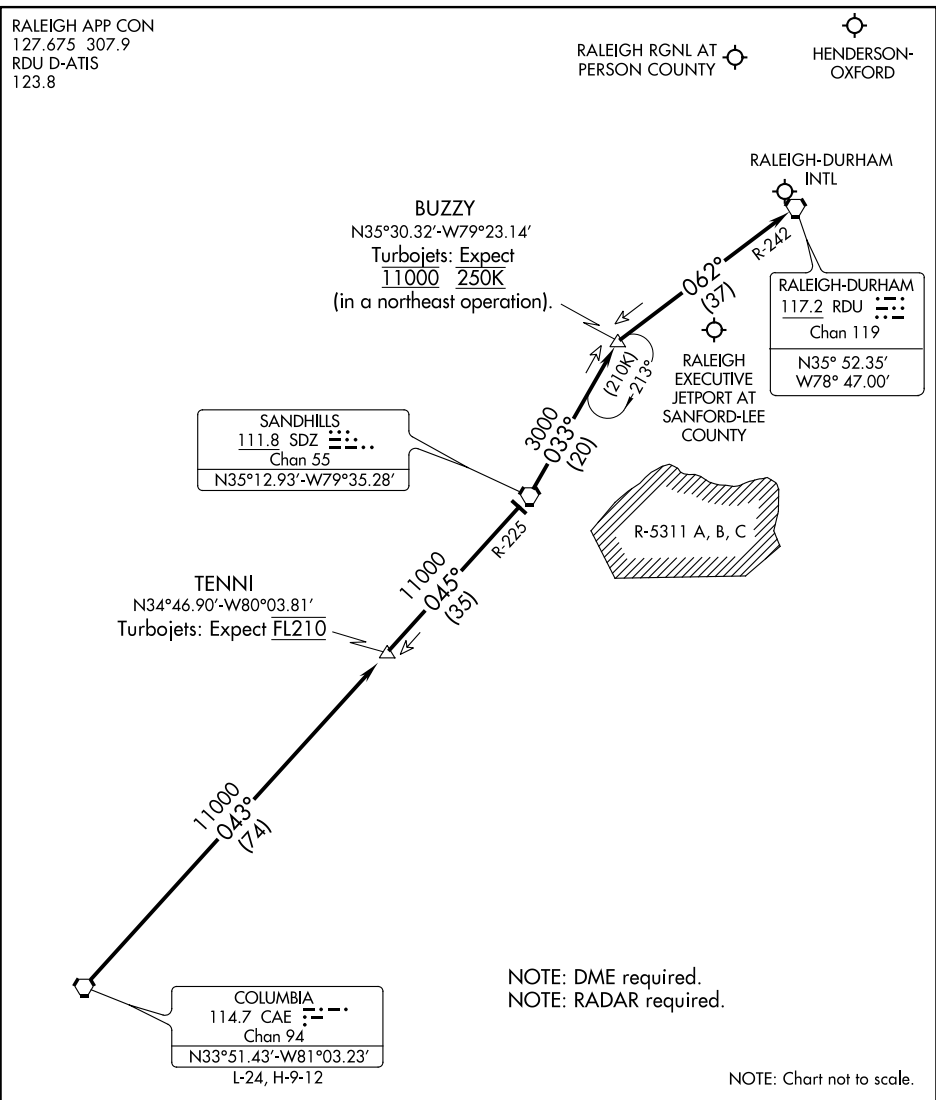 RALEIGH APP CON
127.675 307.9
RDU D-ATIS
123.8
RALEIGH RGNL AT
PERSON COUNTY
HENDERSON-
OXFORD
RALEIGH-DURHAM
INTL
BUZZY
N35°30.32'-W79°23.14'
Turbojets: Expect
11000 250K
(in a northeast operation).
R-242
062°
(37)
RALEIGH-DURHAM
117.2 RDU
Chan 119
N35° 52.35'
W78° 47.00'
RALEIGH
EXECUTIVE
JETPORT AT
SANFORD-LEE
COUNTY
(210K)
213°
3000
033°
(20)
SANDHILLS
111.8 SDZ
Chan 55
N35°12.93'-W79°35.28'
R-5311 A, B, C
R-225
11000
045°
(35)
TENNI
N34°46.90'-W80°03.81'
Turbojets: Expect FL210
11000
043°
(74)
COLUMBIA
114.7 CAE
Chan 94
N33°51.43'-W81°03.23'
L-24, H-9-12
NOTE: DME required.
NOTE: RADAR required.
NOTE: Chart not to scale.